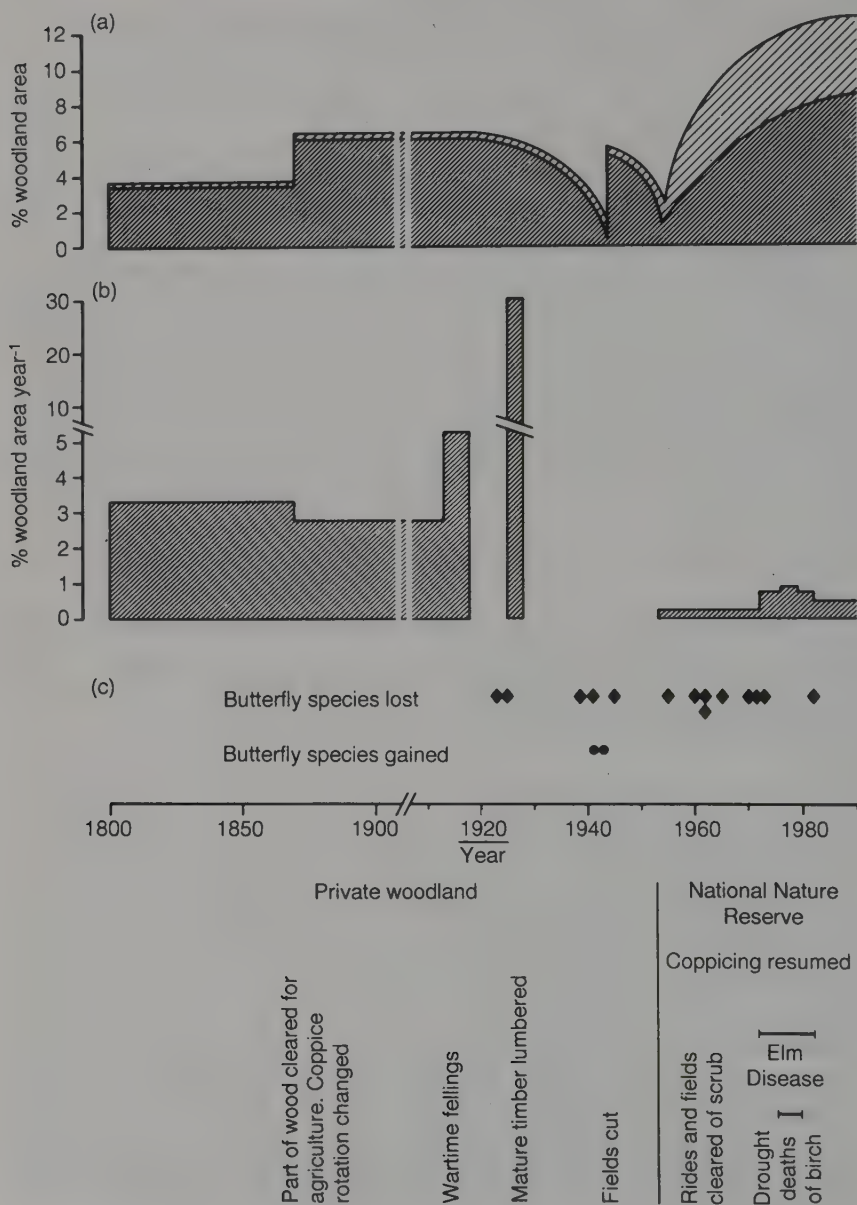 (a)
% woodland area
12
10
8
6
4
2
0
(b)
% woodland area year-1
30
20
10
5
4
3
2
1
0
(c)
Butterfly species lost
Butterfly species gained
1800
1850
1900
1920
1940
1960
1980
Year
Private woodland
National Nature
Reserve
Coppicing resumed
Part of wood cleared for
agriculture. Coppice
rotation changed
Wartime fellings
Mature timber lumbered
Fields cut
Rides and fields
cleared of scrub
Elm
Disease
Drought
deaths
of birch